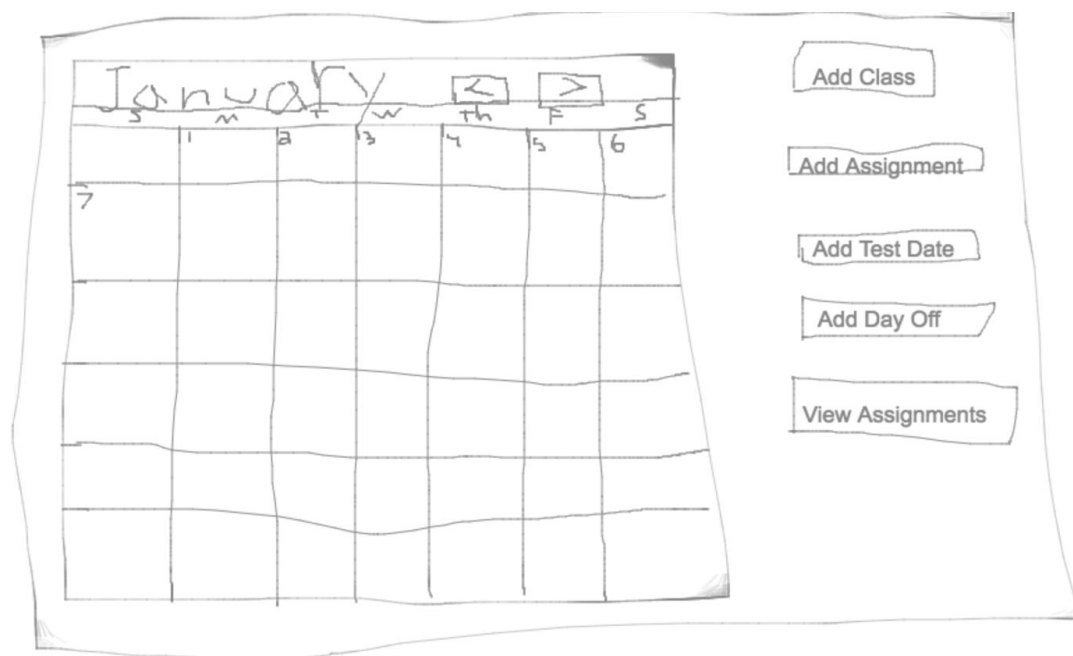 January < >
S M T W Th F S
1 2 3 4 5 6
7
Add Class
Add Assignment
Add Test Date
Add Day Off
View Assignments